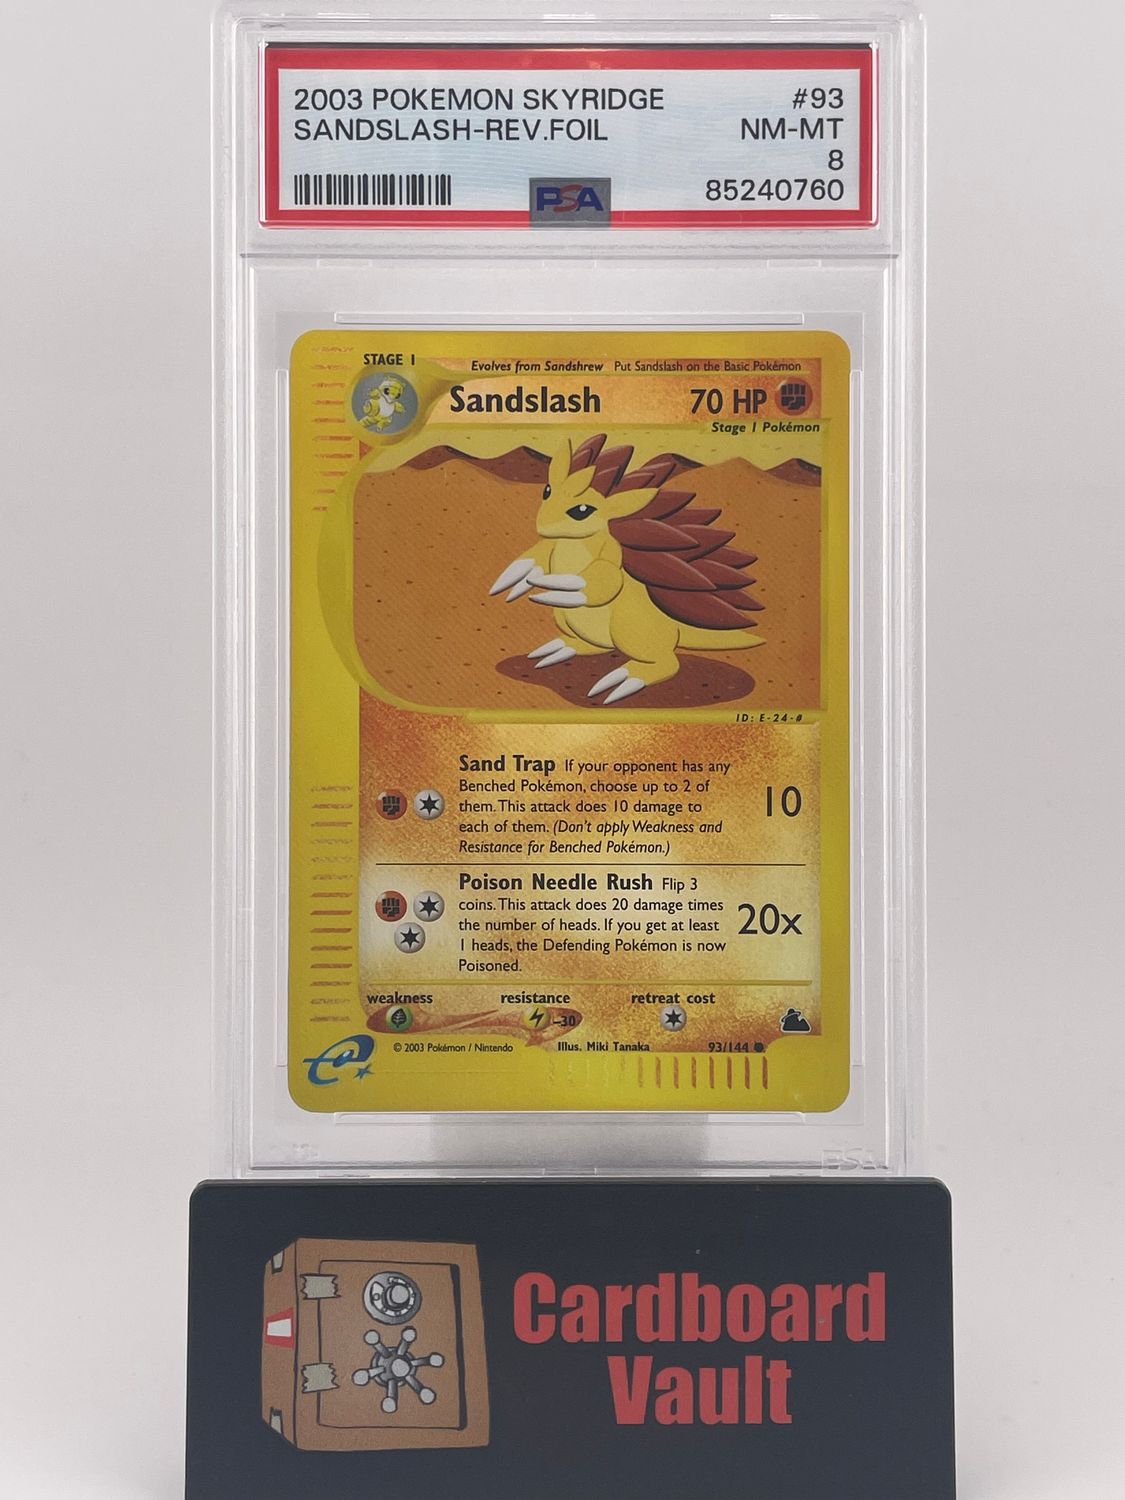 2003 POKEMON SKYRIDGE #93
SANDSLASH-REV.FOIL NM-MT
8
85240760
PSA
STAGE 1
Evolves from Sandshrew Put Sandslash on the Basic Pokémon
Sandslash 70 HP
Stage 1 Pokémon
ID: E-24-#
Sand Trap If your opponent has any
Benched Pokémon, choose up to 2 of
them. This attack does 10 damage to
each of them. (Don't apply Weakness and
Resistance for Benched Pokémon.)
10
Poison Needle Rush Flip 3
coins. This attack does 20 damage times
the number of heads. If you get at least
1 heads, the Defending Pokémon is now
Poisoned.
20x
weakness resistance retreat cost
-30
e
© 2003 Pokémon / Nintendo Illus. Miki Tanaka 93/144
PSA
Cardboard
Vault